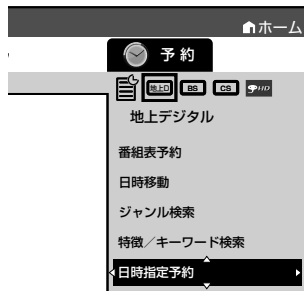 ホーム
予約
地上D BS CS HD
地上デジタル
番組表予約
日時移動
ジャンル検索
特徴／キーワード検索
日時指定予約